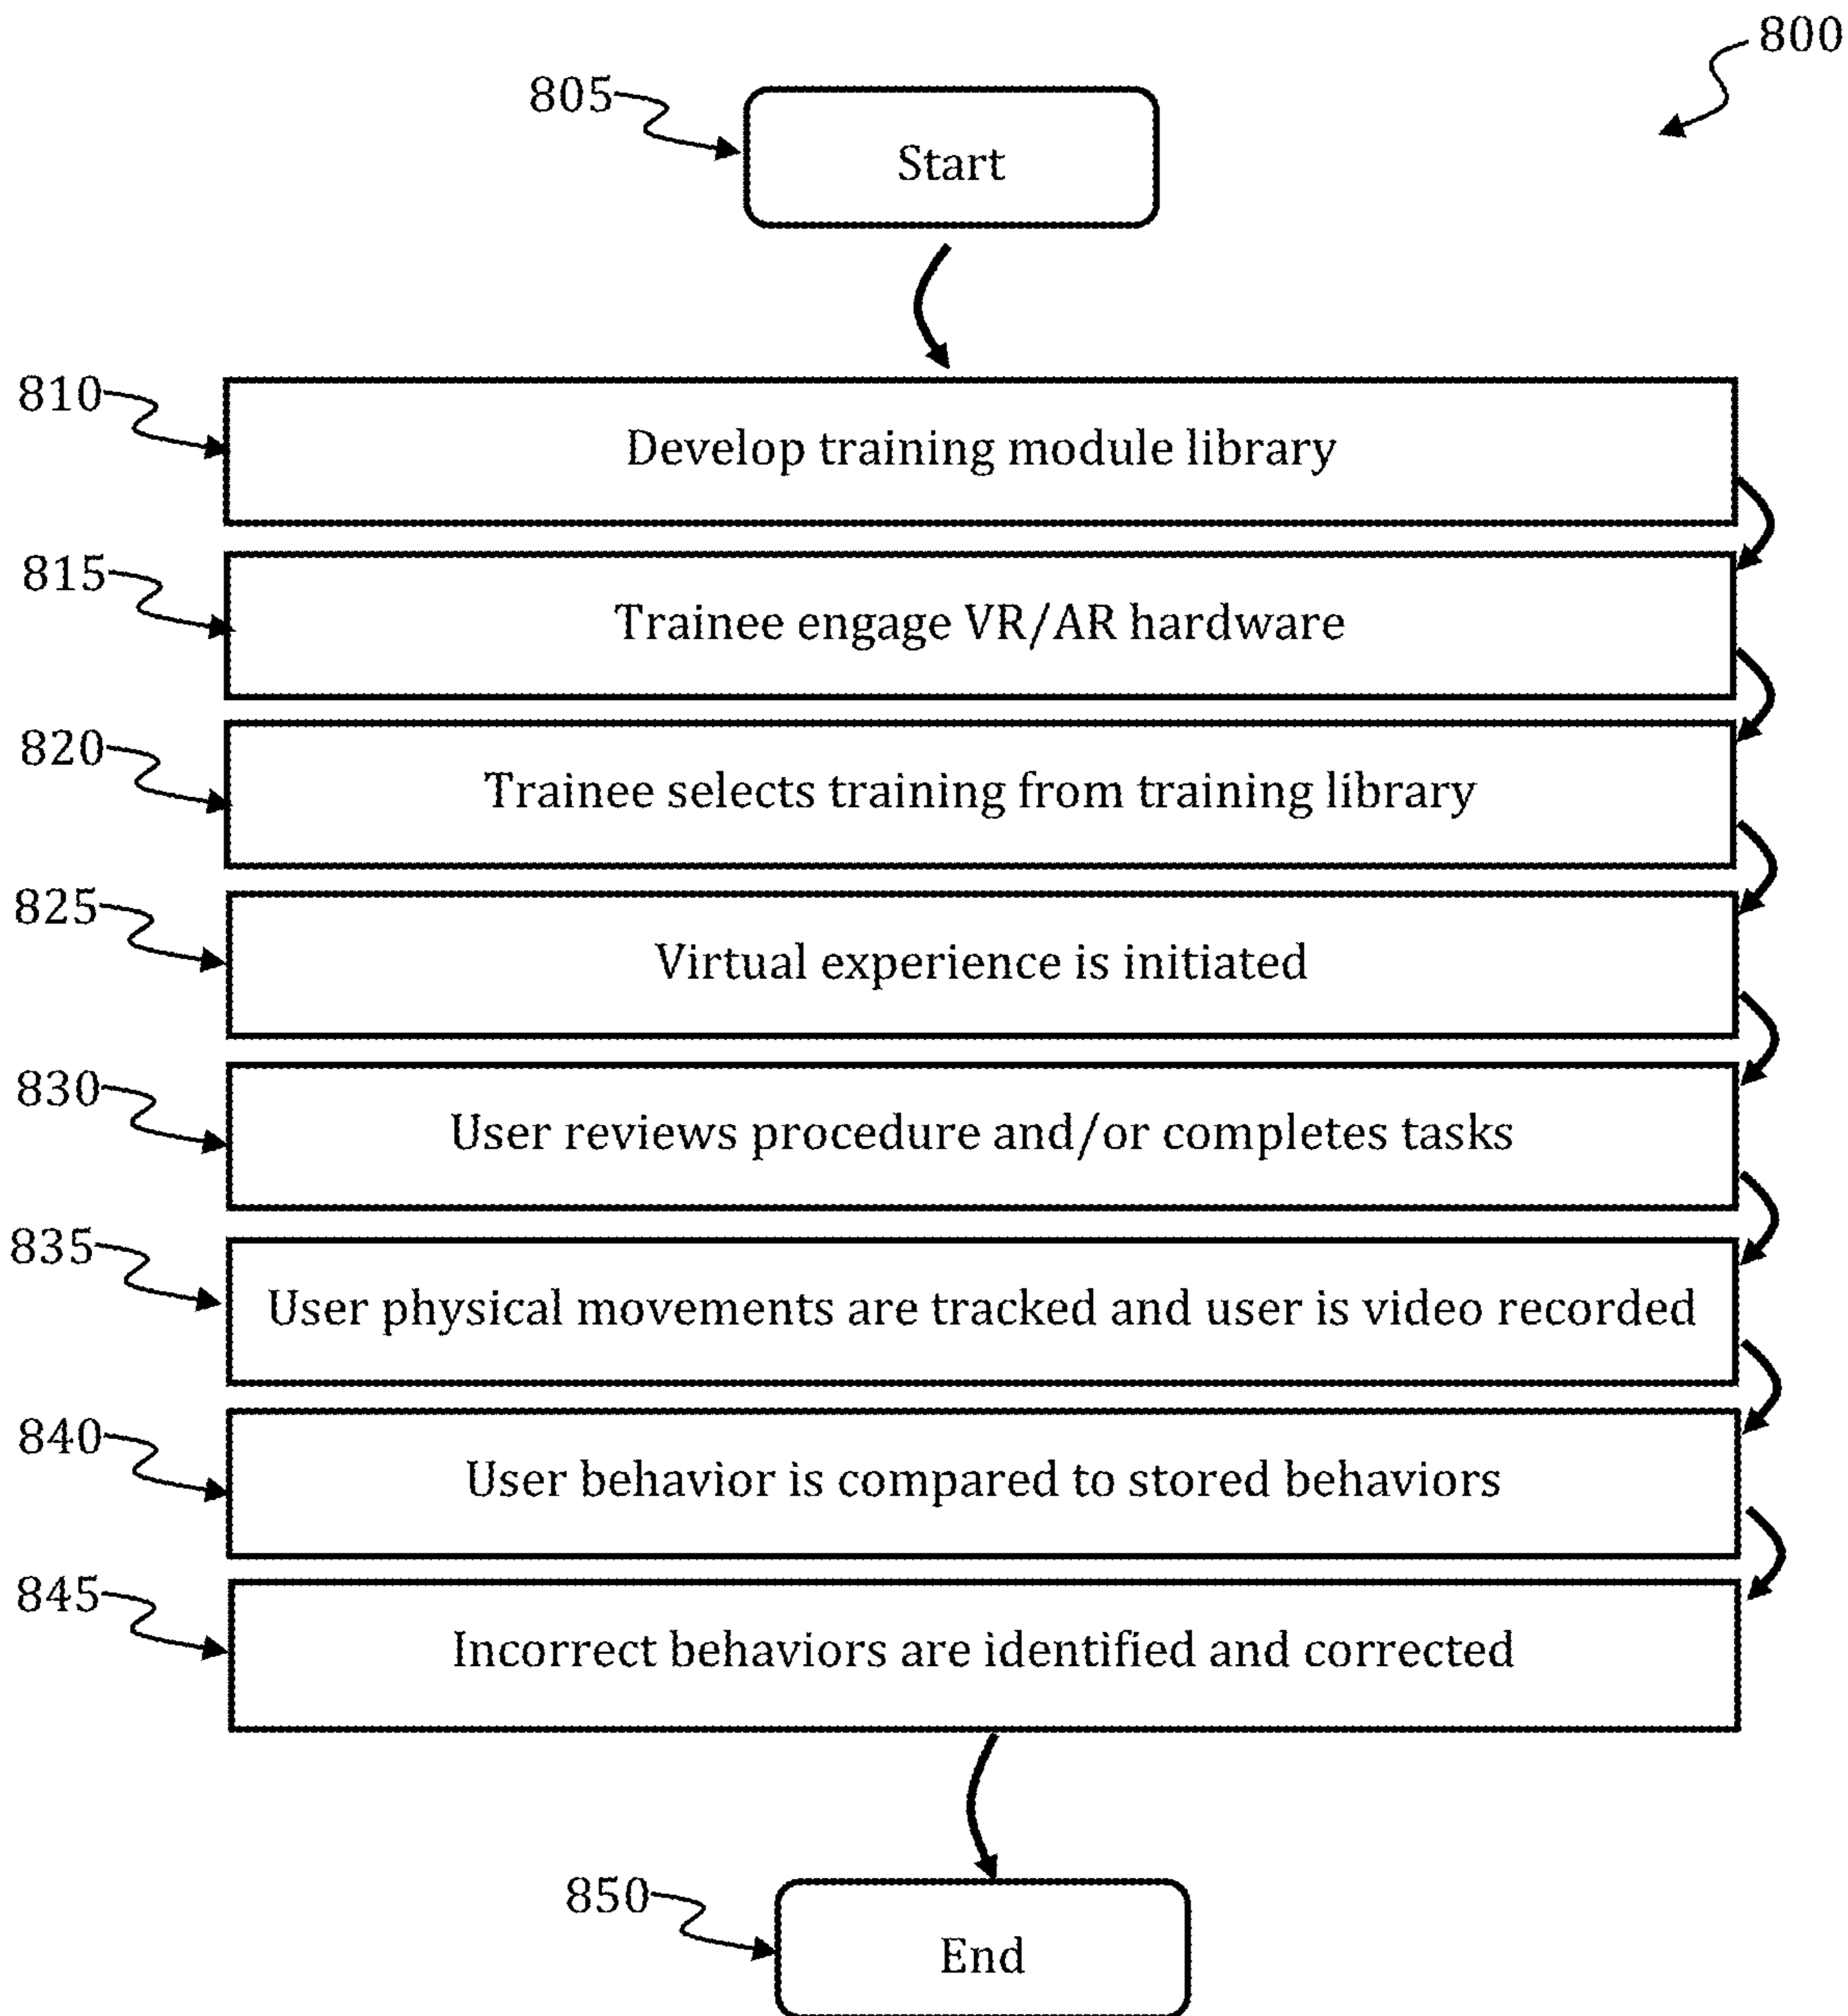 800
805
Start
810
Develop training module library
815
Trainee engage VR/AR hardware
820
Trainee selects training from training library
825
Virtual experience is initiated
830
User reviews procedure and/or completes tasks
835
User physical movements are tracked and user is video recorded
840
User behavior is compared to stored behaviors
845
Incorrect behaviors are identified and corrected
850
End